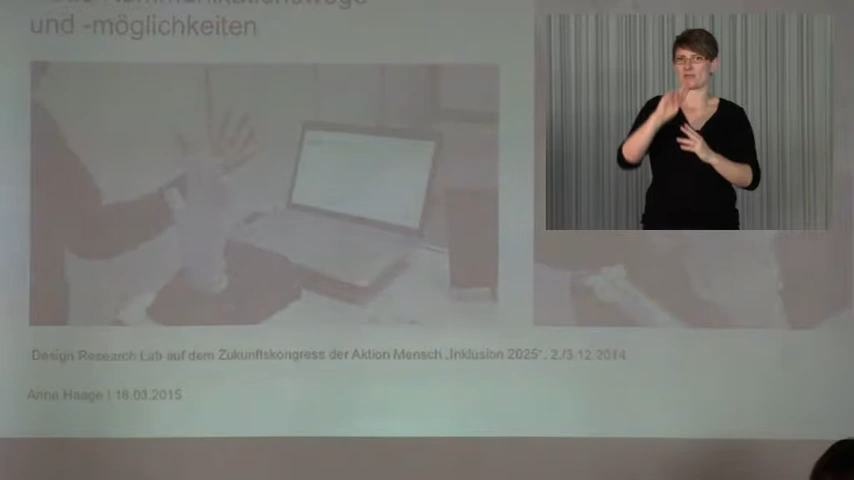 und -möglichkeiten
Design Research Lab auf dem Zukunftskongress der Aktion Mensch „Inklusion 2025“, 2./3.12.2014
Anne Haage | 18.03.2015